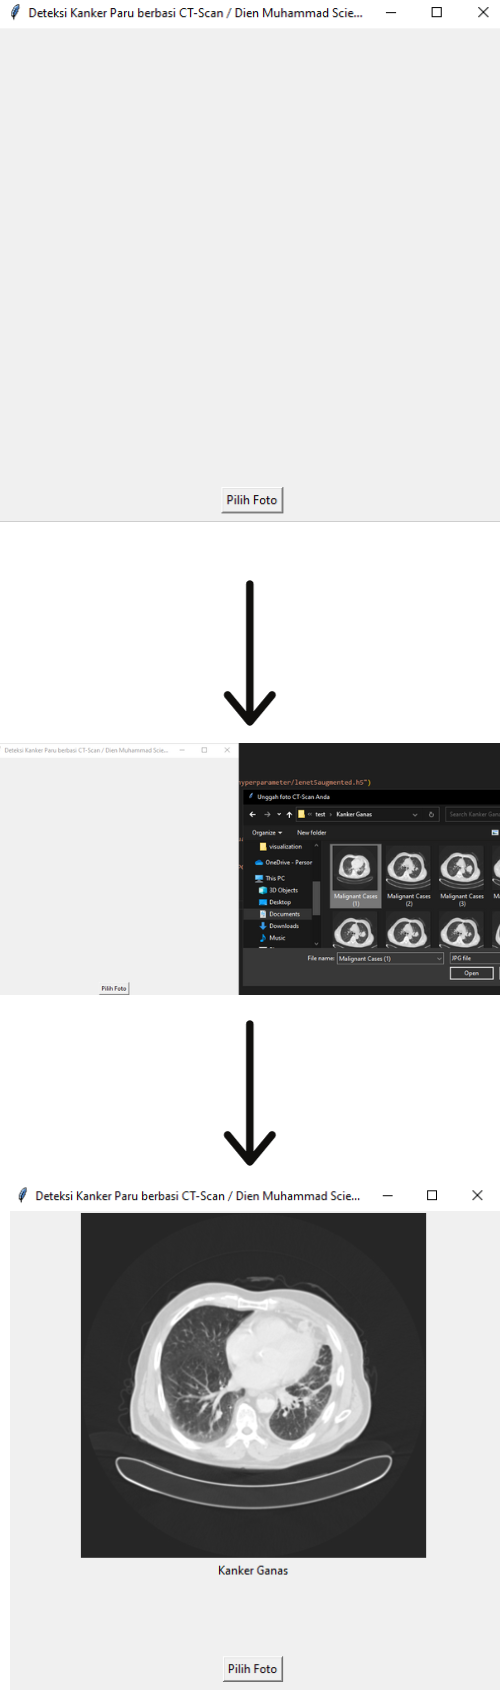 Deteksi Kanker Paru berbasi CT-Scan / Dien Muhammad Scie...
Pilih Foto
Deteksi Kanker Paru berbasi CT-Scan / Dien Muhammad Scie...
yperparameter/lenet5augmented.h5")
Unggah foto CT-Scan Anda
test › Kanker Ganas
Search Kanker Gana
Organize
New folder
visualization
OneDrive - Person
This PC
3D Objects
Desktop
Documents
Downloads
Music
Malignant Cases (1)
Malignant Cases (2)
Malignant Cases (3)
File name:
Malignant Cases (1)
JPG file
Open
Pilih Foto
Deteksi Kanker Paru berbasi CT-Scan / Dien Muhammad Scie...
Kanker Ganas
Pilih Foto